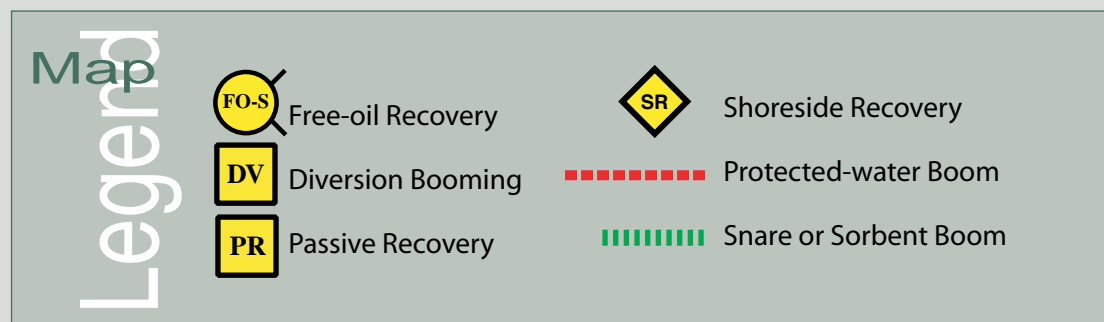 Map
Legend
FO-S Free-oil Recovery
DV Diversion Booming
PR Passive Recovery
SR Shoreside Recovery
Protected-water Boom
Snare or Sorbent Boom